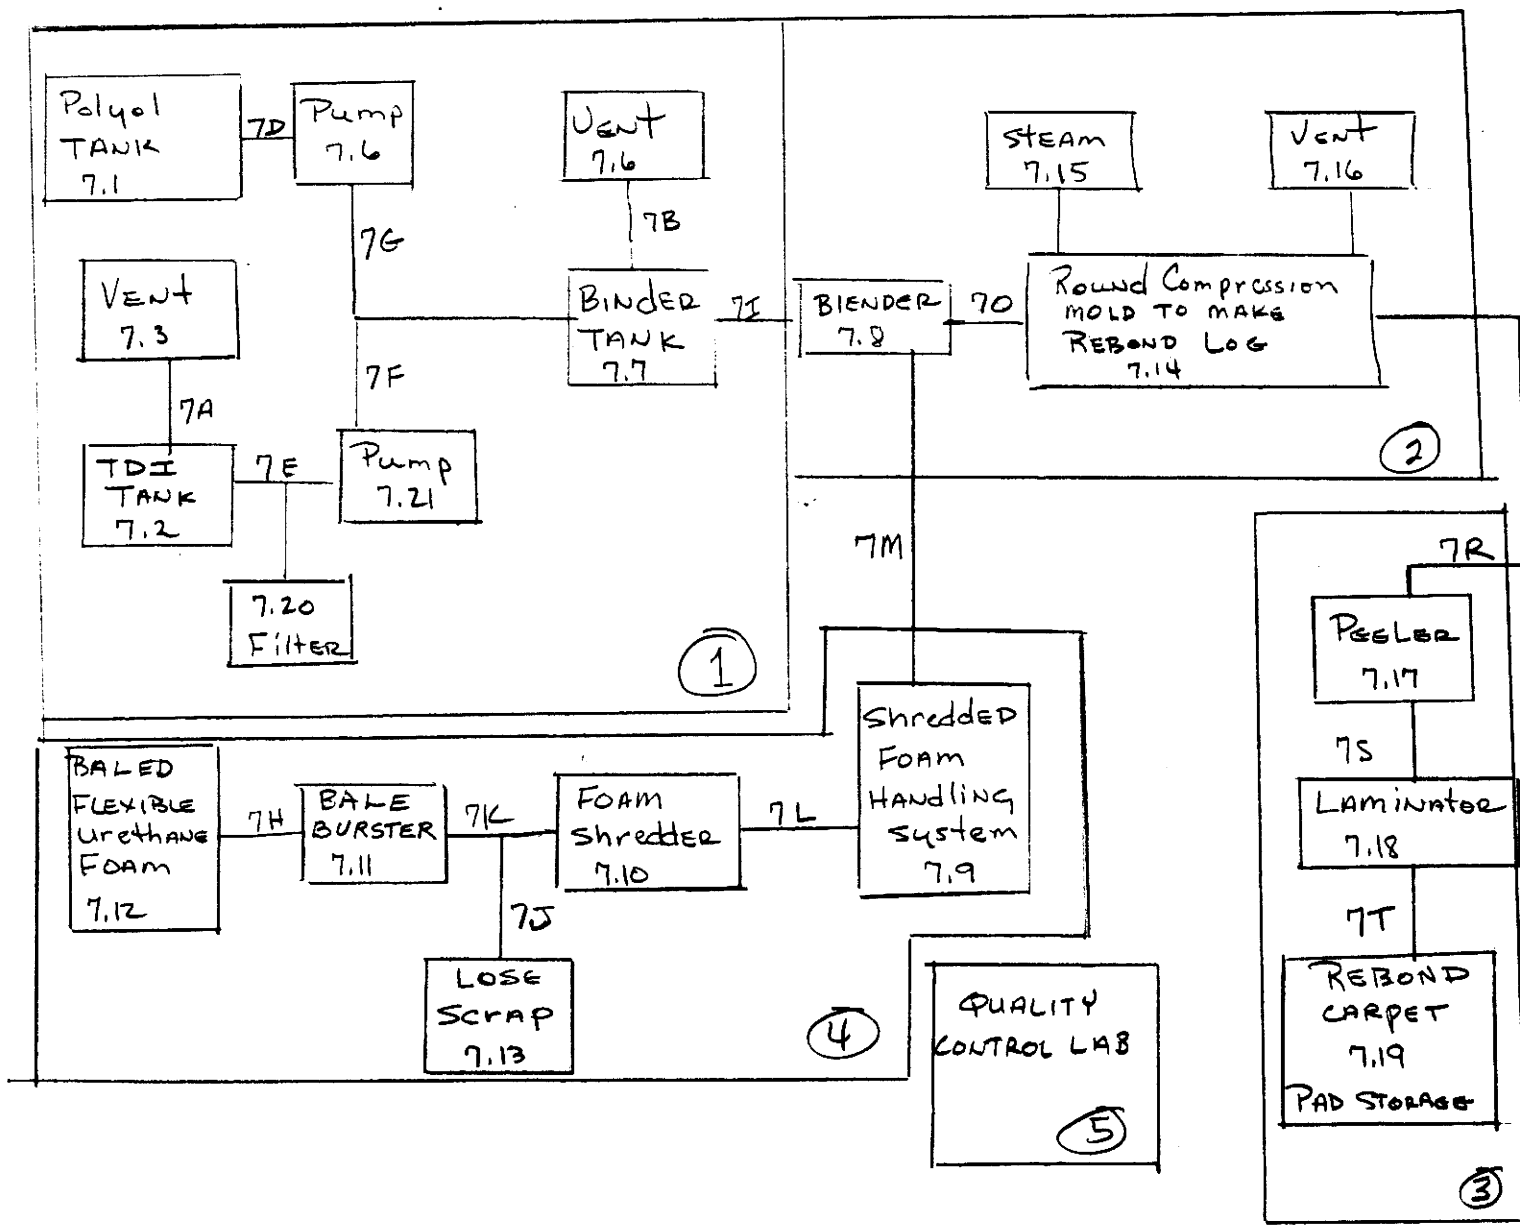 Polyol
TANK
7.1
7D
Pump
7.6
VENT
7.6
STEAM
7.15
VENT
7.16
7G
7B
VENT
7.3
7A
BINDER
TANK
7.7
7I
BLENDER
7.8
7O
Round Compression
MOLD TO MAKE
REBOND LOG
7.14
7F
TDI
TANK
7.2
7E
Pump
7.21
7.20
Filter
1
2
7M
7R
PEELER
7.17
7S
LAMINATOR
7.18
7T
REBOND
CARPET
7.19
PAD STORAGE
3
BALED
FLEXIBLE
Urethane
FOAM
7.12
7H
BALE
BURSTER
7.11
7K
FOAM
Shredder
7.10
7L
Shredded
FOAM
HANDling
System
7.9
7J
LOSE
Scrap
7.13
4
QUALITY
CONTROL LAB
5